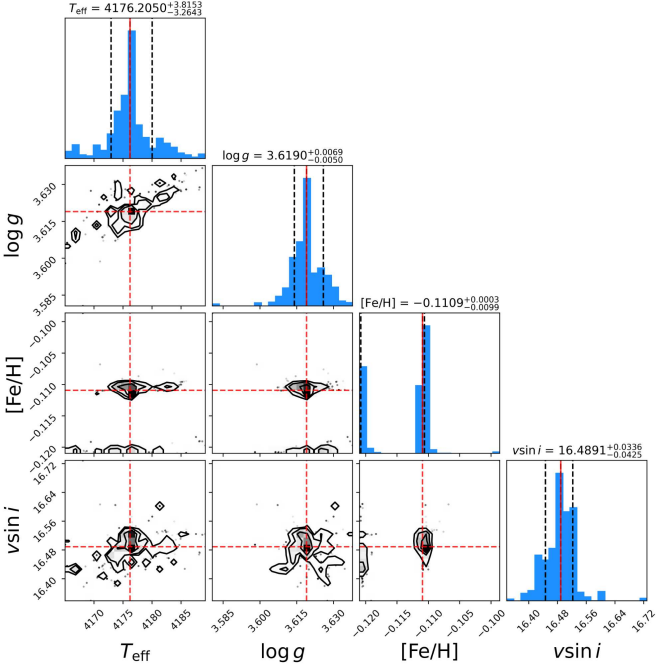 T_eff = 4176.2050 +3.8153 −3.2643
log g = 3.6190 +0.0069 −0.0050
[Fe/H] = −0.1109 +0.0003 −0.0099
v sin i = 16.4891 +0.0336 −0.0425
log g
3.630
3.615
3.600
3.585
[Fe/H]
−0.100
−0.105
−0.110
−0.115
−0.120
v sin i
16.72
16.64
16.56
16.48
16.40
4170
4175
4180
4185
T_eff
3.585
3.600
3.615
3.630
log g
−0.120
−0.115
−0.110
−0.105
−0.100
[Fe/H]
16.40
16.48
16.56
16.64
16.72
v sin i